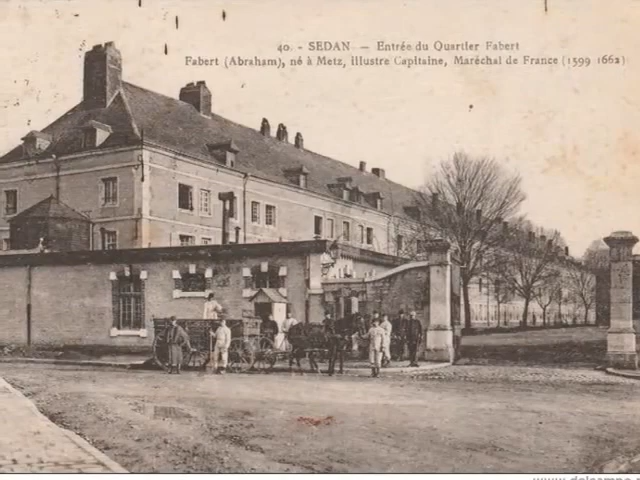 40. - SEDAN - Entrée du Quartier Fabert
Fabert (Abraham), né à Metz, illustre Capitaine, Maréchal de France (1599 1662)